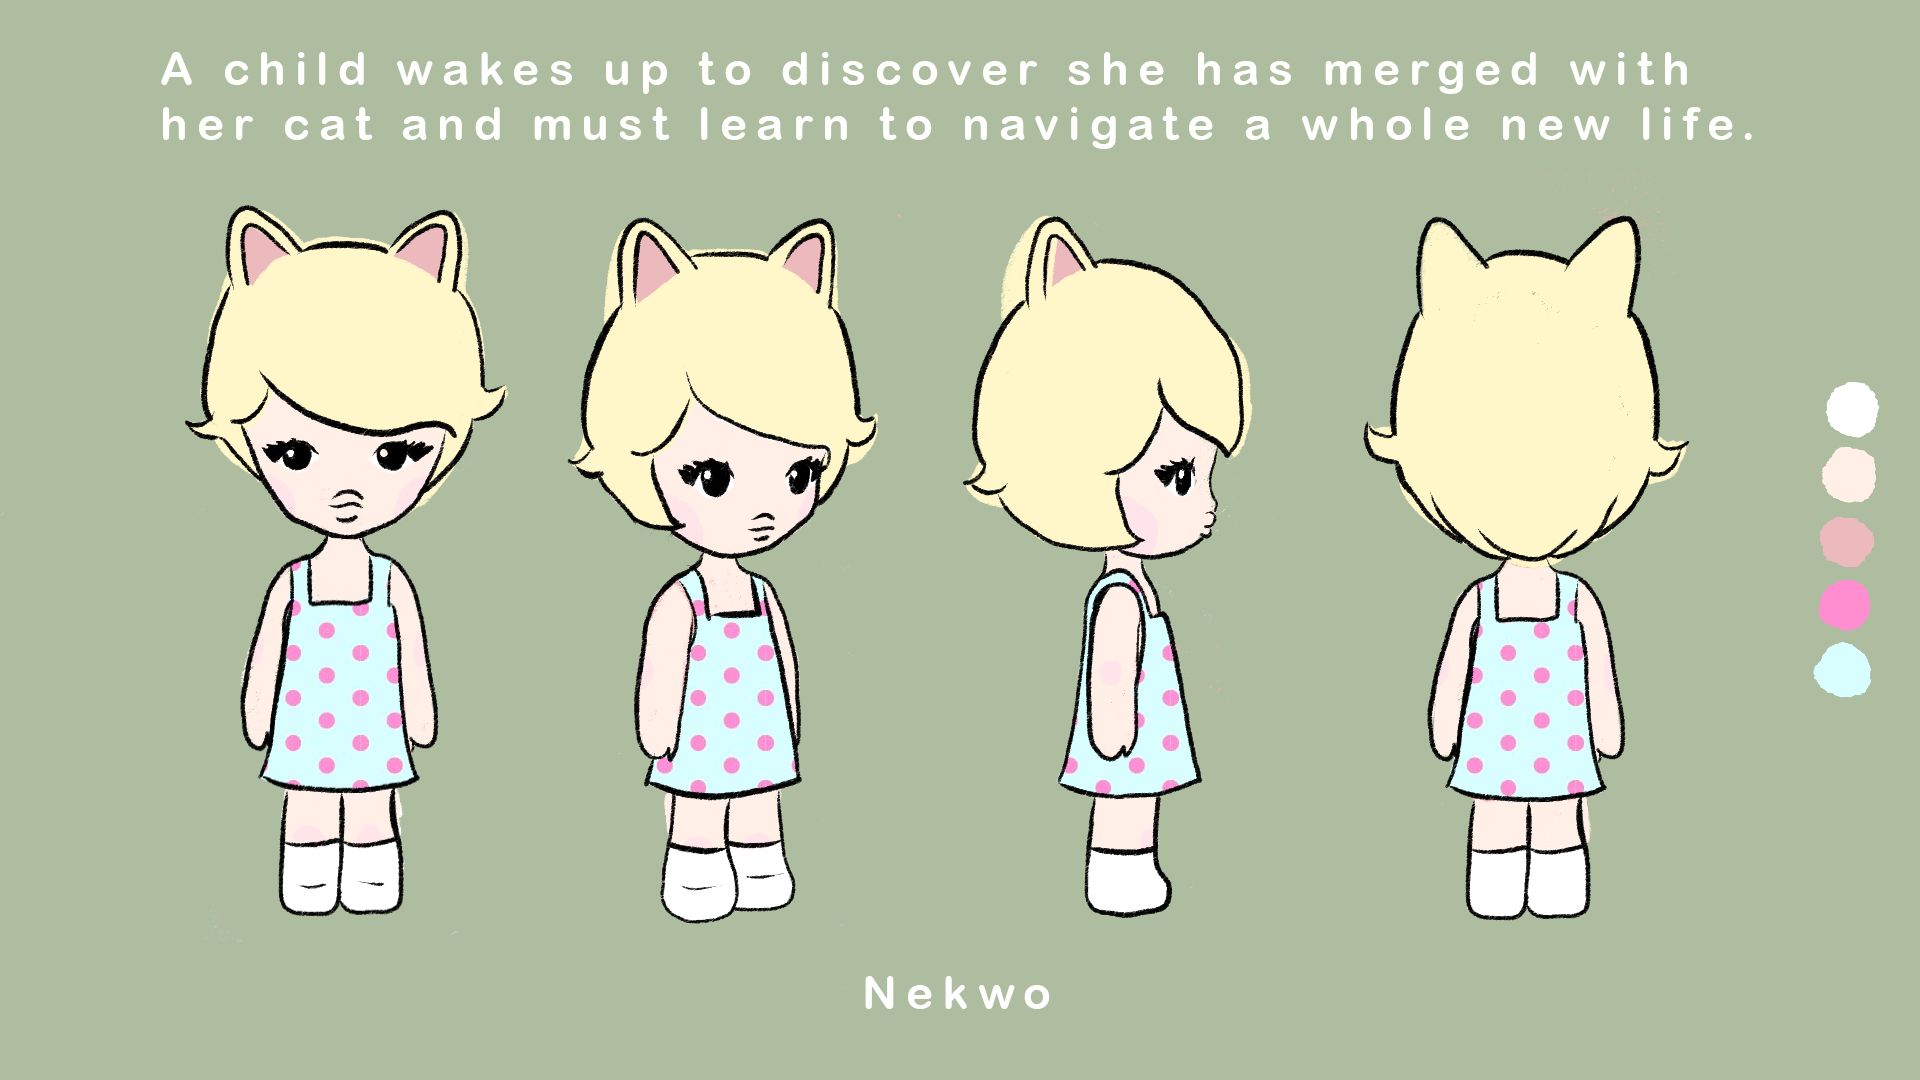 A child wakes up to discover she has merged with
her cat and must learn to navigate a whole new life.
Nekwo